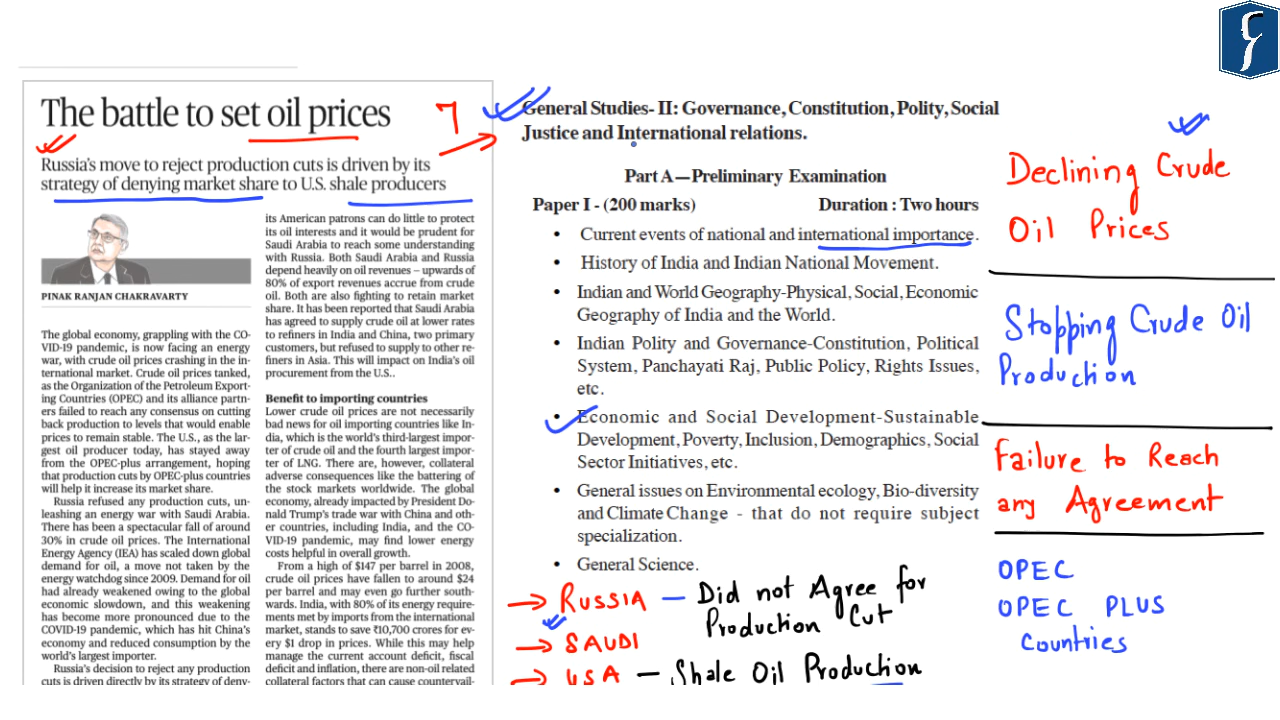 The battle to set oil prices
7
Russia's move to reject production cuts is driven by its
strategy of denying market share to U.S. shale producers
PINAK RANJAN CHAKRAVARTY
The global economy, grappling with the CO-
VID-19 pandemic, is now facing an energy
war, with crude oil prices crashing in the in-
ternational market. Crude oil prices tanked,
as the Organization of the Petroleum Export-
ing Countries (OPEC) and its alliance part-
ners failed to reach any consensus on cutting
back production to levels that would enable
prices to remain stable. The U.S., as the lar-
gest oil producer today, has stayed away
from the OPEC-plus arrangement, hoping
that production cuts by OPEC-plus countries
will help it increase its market share.
Russia refused any production cuts, un-
leashing an energy war with Saudi Arabia.
There has been a spectacular fall of around
30% in crude oil prices. The International
Energy Agency (IEA) has scaled down global
demand for oil, a move not taken by the
energy watchdog since 2009. Demand for oil
had already weakened owing to the global
economic slowdown, and this weakening
has become more pronounced due to the
COVID-19 pandemic, which has hit China's
economy and reduced consumption by the
world's largest importer.
Russia's decision to reject any production
cuts is driven directly by its strategy of deny-
its American patrons can do little to protect
its oil interests and it would be prudent for
Saudi Arabia to reach some understanding
with Russia. Both Saudi Arabia and Russia
depend heavily on oil revenues – upwards of
80% of export revenues accrue from crude
oil. Both are also fighting to retain market
share. It has been reported that Saudi Arabia
has agreed to supply crude oil at lower rates
to refiners in India and China, two primary
customers, but refused to supply to other re-
finers in Asia. This will impact on India's oil
procurement from the U.S..
Benefit to importing countries
Lower crude oil prices are not necessarily
bad news for oil importing countries like In-
dia, which is the world's third-largest impor-
ter of crude oil and the fourth largest impor-
ter of LNG. There are, however, collateral
adverse consequences like the battering of
the stock markets worldwide. The global
economy, already impacted by President Do-
nald Trump's trade war with China and oth-
er countries, including India, and the CO-
VID-19 pandemic, may find lower energy
costs helpful in overall growth.
From a high of $147 per barrel in 2008,
crude oil prices have fallen to around $24
per barrel and may even go further south-
wards. India, with 80% of its energy require-
ments met by imports from the international
market, stands to save ₹10,700 crores for ev-
ery $1 drop in prices. While this may help
manage the current account deficit, fiscal
deficit and inflation, there are non-oil related
collateral factors that can cause countervail-
General Studies- II: Governance, Constitution, Polity, Social
Justice and International relations.
Part A—Preliminary Examination
Paper I - (200 marks) Duration : Two hours
• Current events of national and international importance.
• History of India and Indian National Movement.
• Indian and World Geography-Physical, Social, Economic
Geography of India and the World.
• Indian Polity and Governance-Constitution, Political
System, Panchayati Raj, Public Policy, Rights Issues,
etc.
• Economic and Social Development-Sustainable
Development, Poverty, Inclusion, Demographics, Social
Sector Initiatives, etc.
• General issues on Environmental ecology, Bio-diversity
and Climate Change - that do not require subject
specialization.
• General Science.
→ RUSSIA — Did not Agree for
Production Cut
→ SAUDI
→ USA — Shale Oil Production
Declining Crude
Oil Prices
Stopping Crude Oil
Production
Failure to Reach
any Agreement
OPEC
OPEC PLUS
Countries